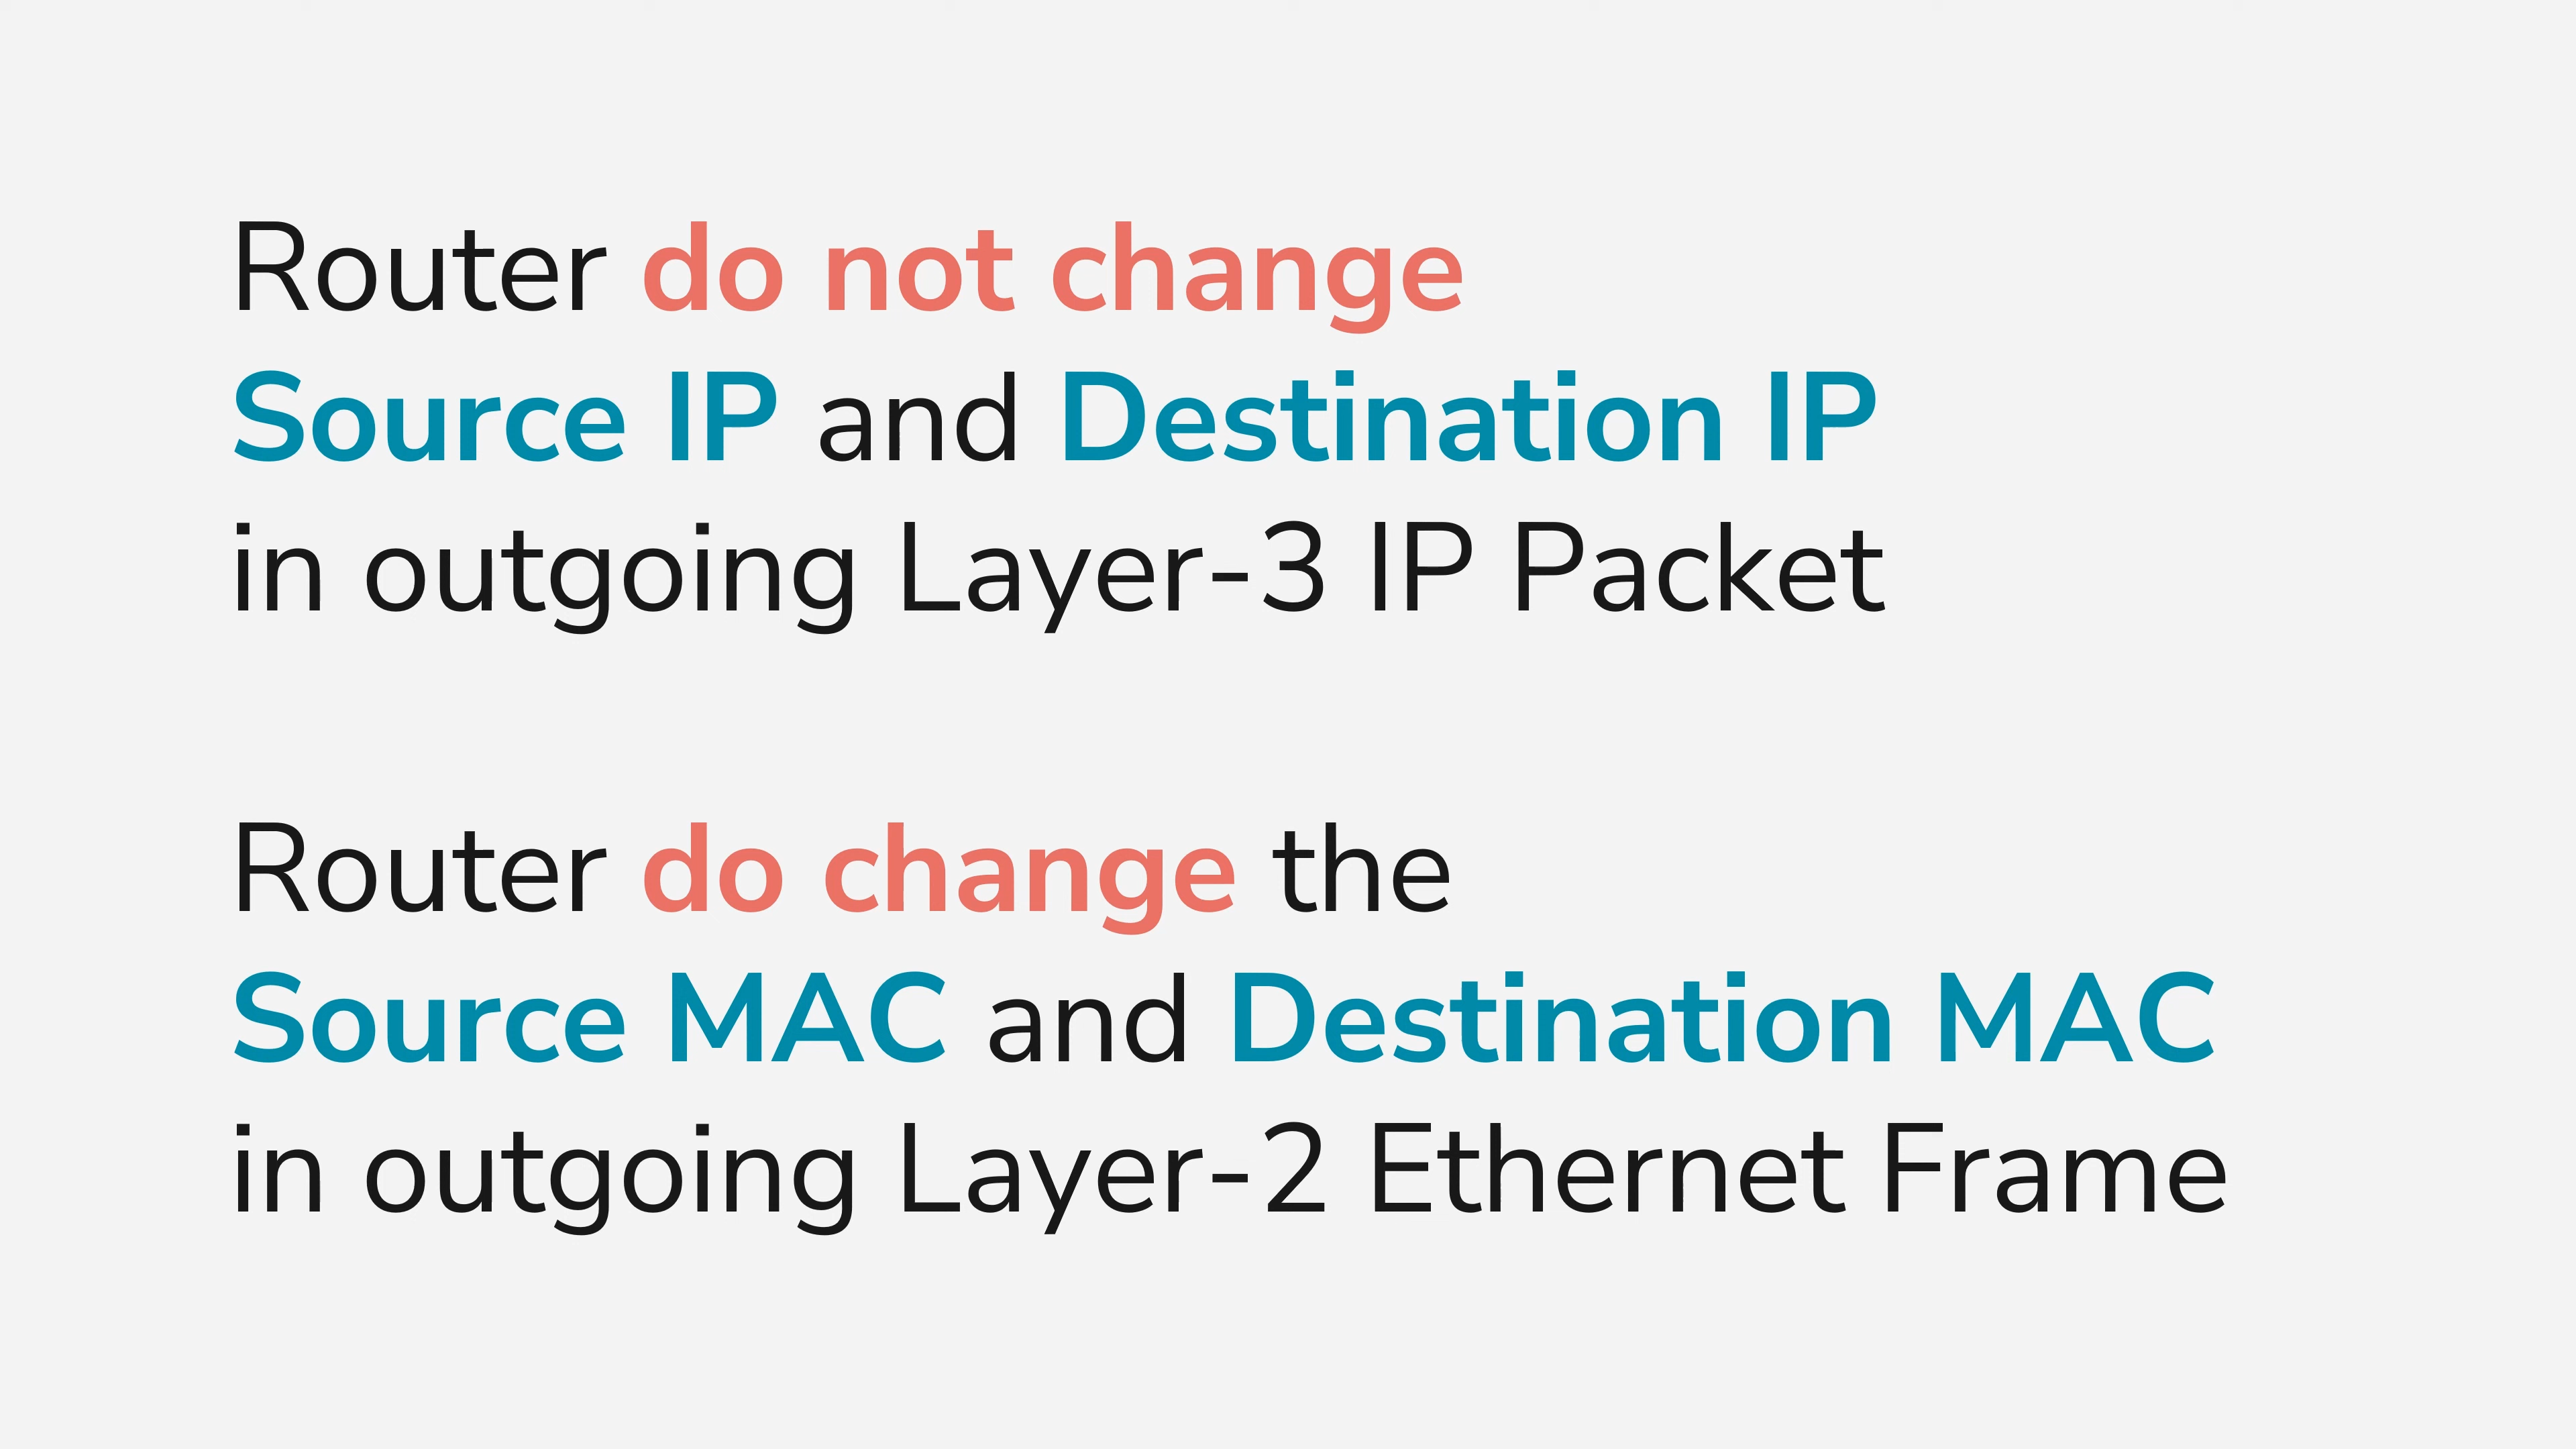 Router do not change
Source IP and Destination IP
in outgoing Layer-3 IP Packet
Router do change the
Source MAC and Destination MAC
in outgoing Layer-2 Ethernet Frame